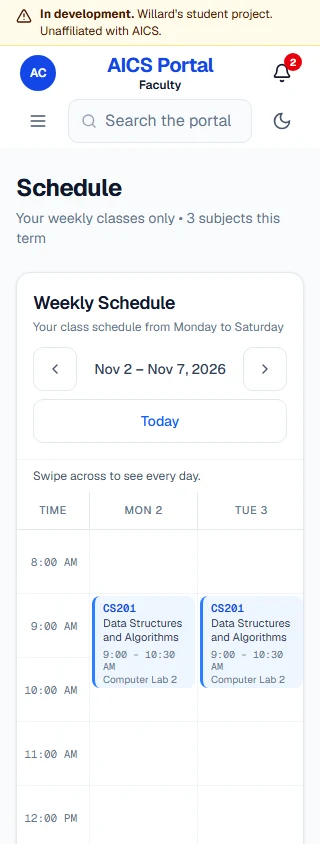 In development. Willard's student project.
Unaffiliated with AICS.
AC
AICS Portal
Faculty
2
Search the portal
Schedule
Your weekly classes only • 3 subjects this
term
Weekly Schedule
Your class schedule from Monday to Saturday
Nov 2 – Nov 7, 2026
Today
Swipe across to see every day.
TIME
MON 2
TUE 3
8:00 AM
9:00 AM
CS201
Data Structures
and Algorithms
9:00 - 10:30
AM
Computer Lab 2
CS201
Data Structures
and Algorithms
9:00 - 10:30
AM
Computer Lab 2
10:00 AM
11:00 AM
12:00 PM